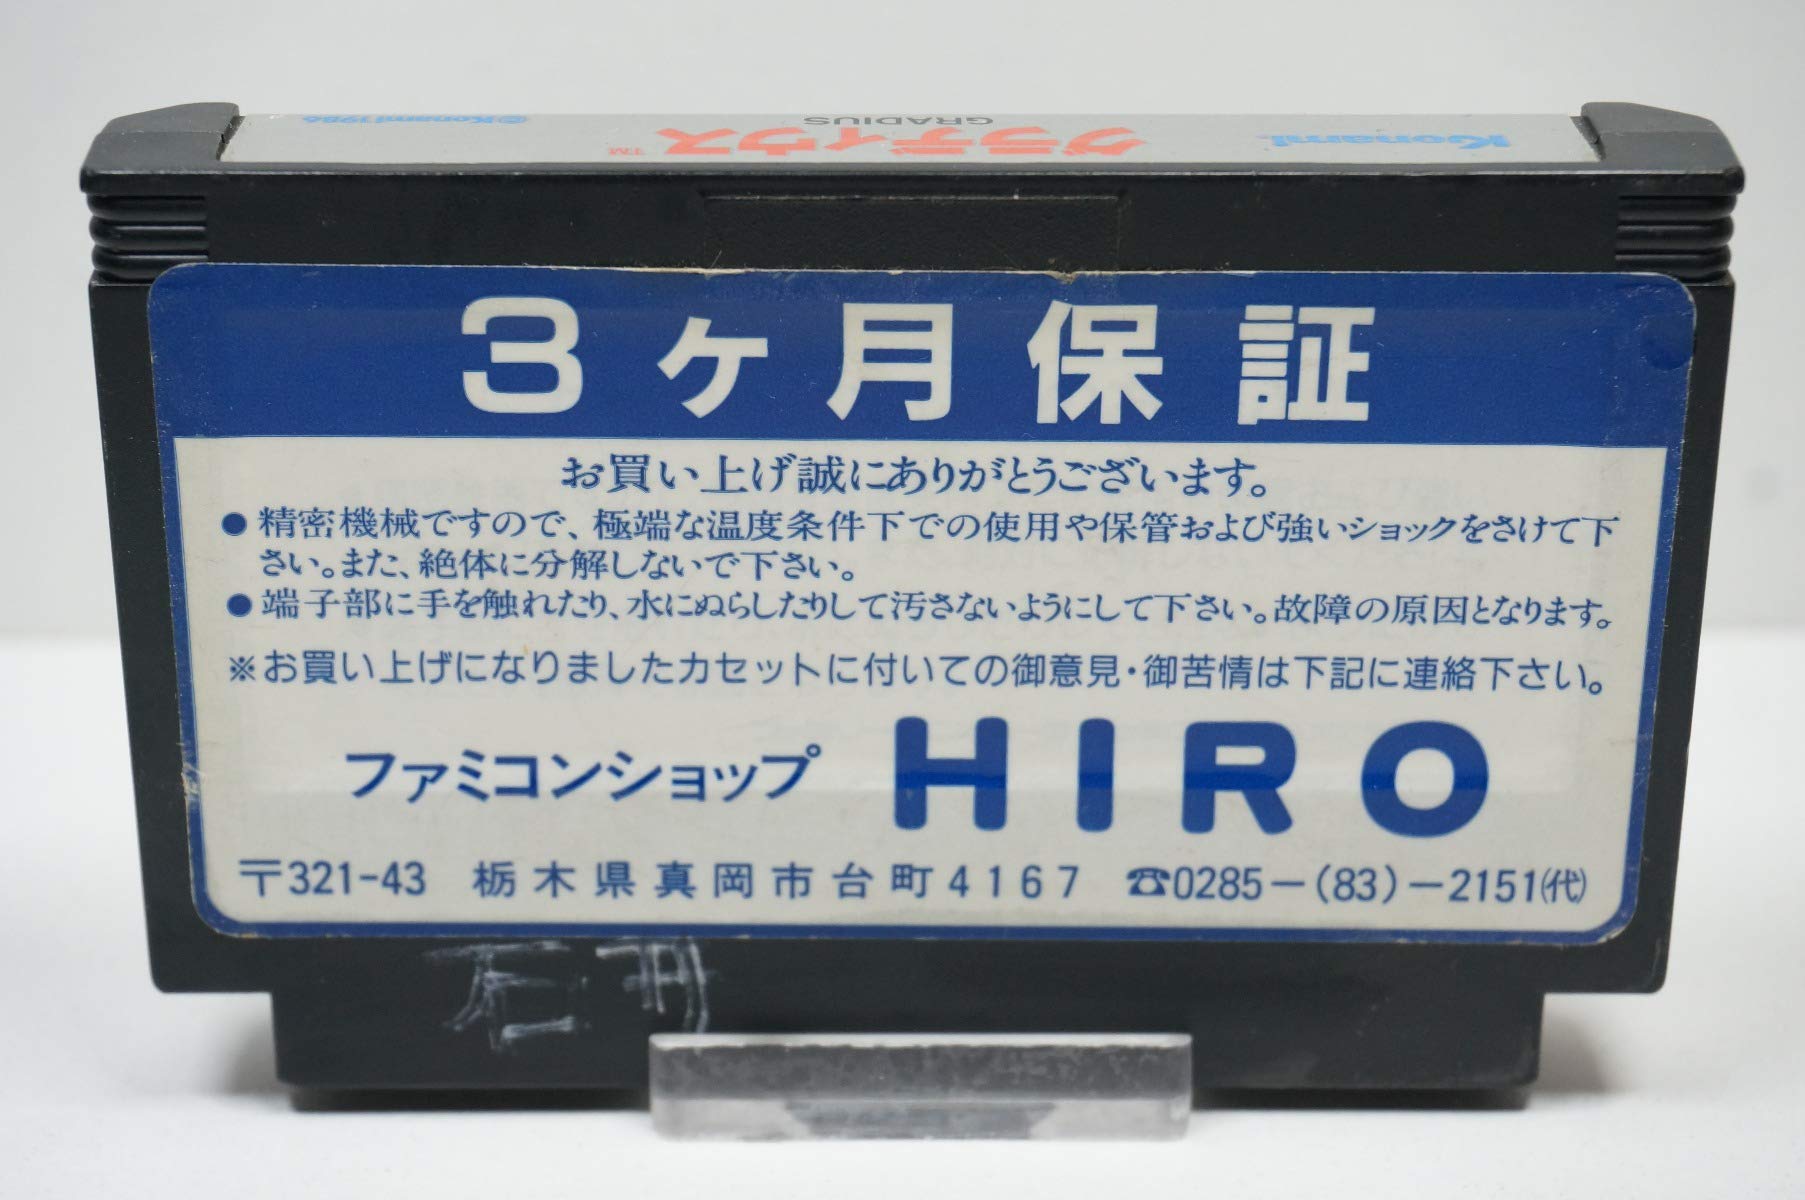 Konami
グラディウス™
GRADIUS
©Konami 1986
3ヶ月保証
お買い上げ誠にありがとうございます。
●精密機械ですので、極端な温度条件下での使用や保管および強いショックをさけて下
さい。また、絶体に分解しないで下さい。
●端子部に手を触れたり、水にぬらしたりして汚さないようにして下さい。故障の原因となります。
※お買い上げになりましたカセットに付いての御意見・御苦情は下記に連絡下さい。
ファミコンショップ HIRO
〒321-43 栃木県真岡市台町4167 ☎0285-(83)-2151(代)